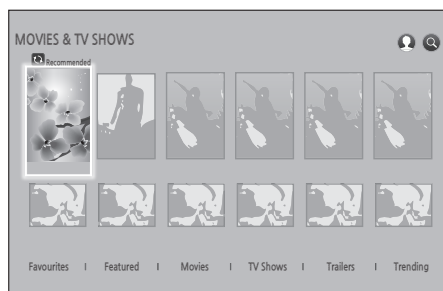 MOVIES & TV SHOWS
Recommended
Favourites I Featured I Movies I TV Shows I Trailers I Trending